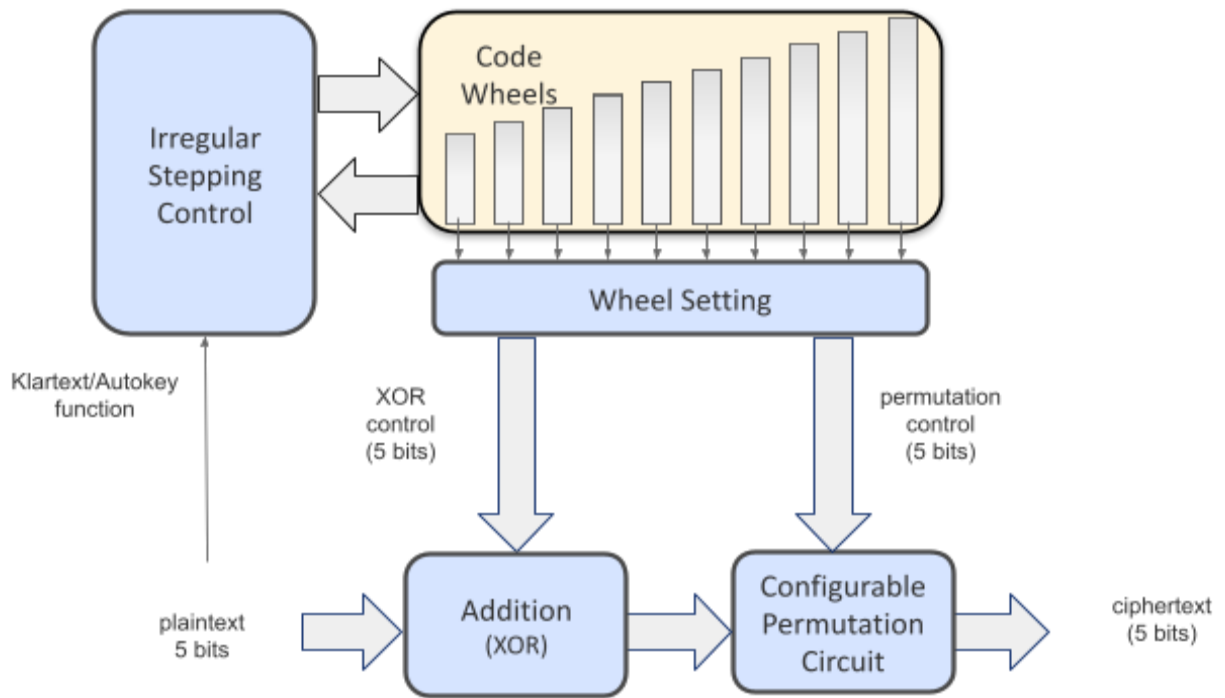 Code
Wheels
Irregular
Stepping
Control
Wheel Setting
Klartext/Autokey
function
XOR
control
(5 bits)
permutation
control
(5 bits)
plaintext
5 bits
Addition
(XOR)
Configurable
Permutation
Circuit
ciphertext
(5 bits)